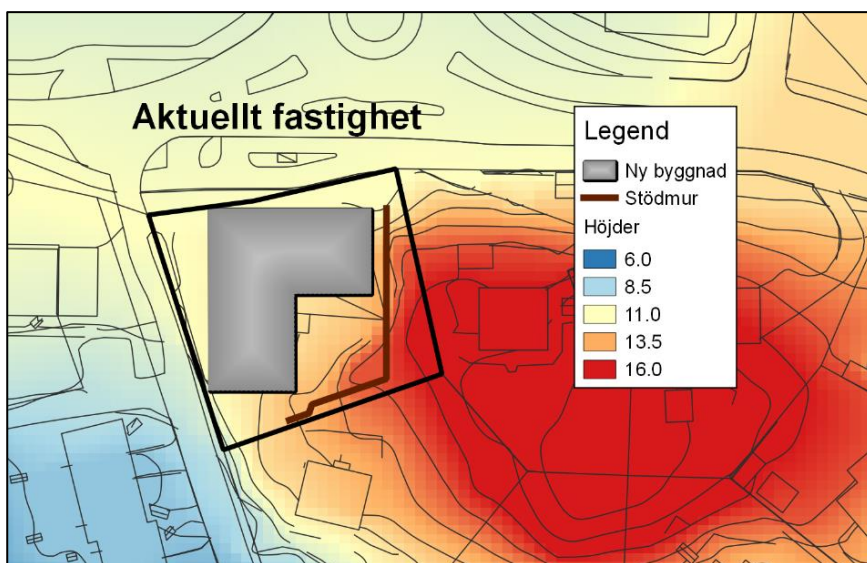 Aktuellt fastighet
Legend
Ny byggnad
Stödmur
Höjder
6.0
8.5
11.0
13.5
16.0